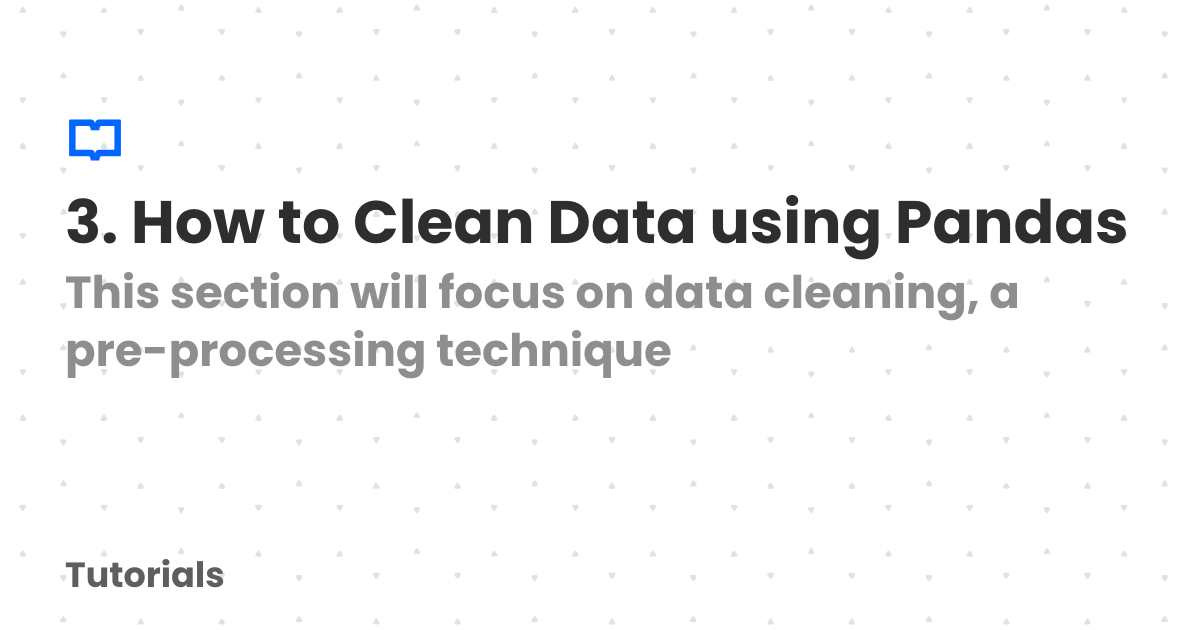 3. How to Clean Data using Pandas
This section will focus on data cleaning, a
pre-processing technique
Tutorials